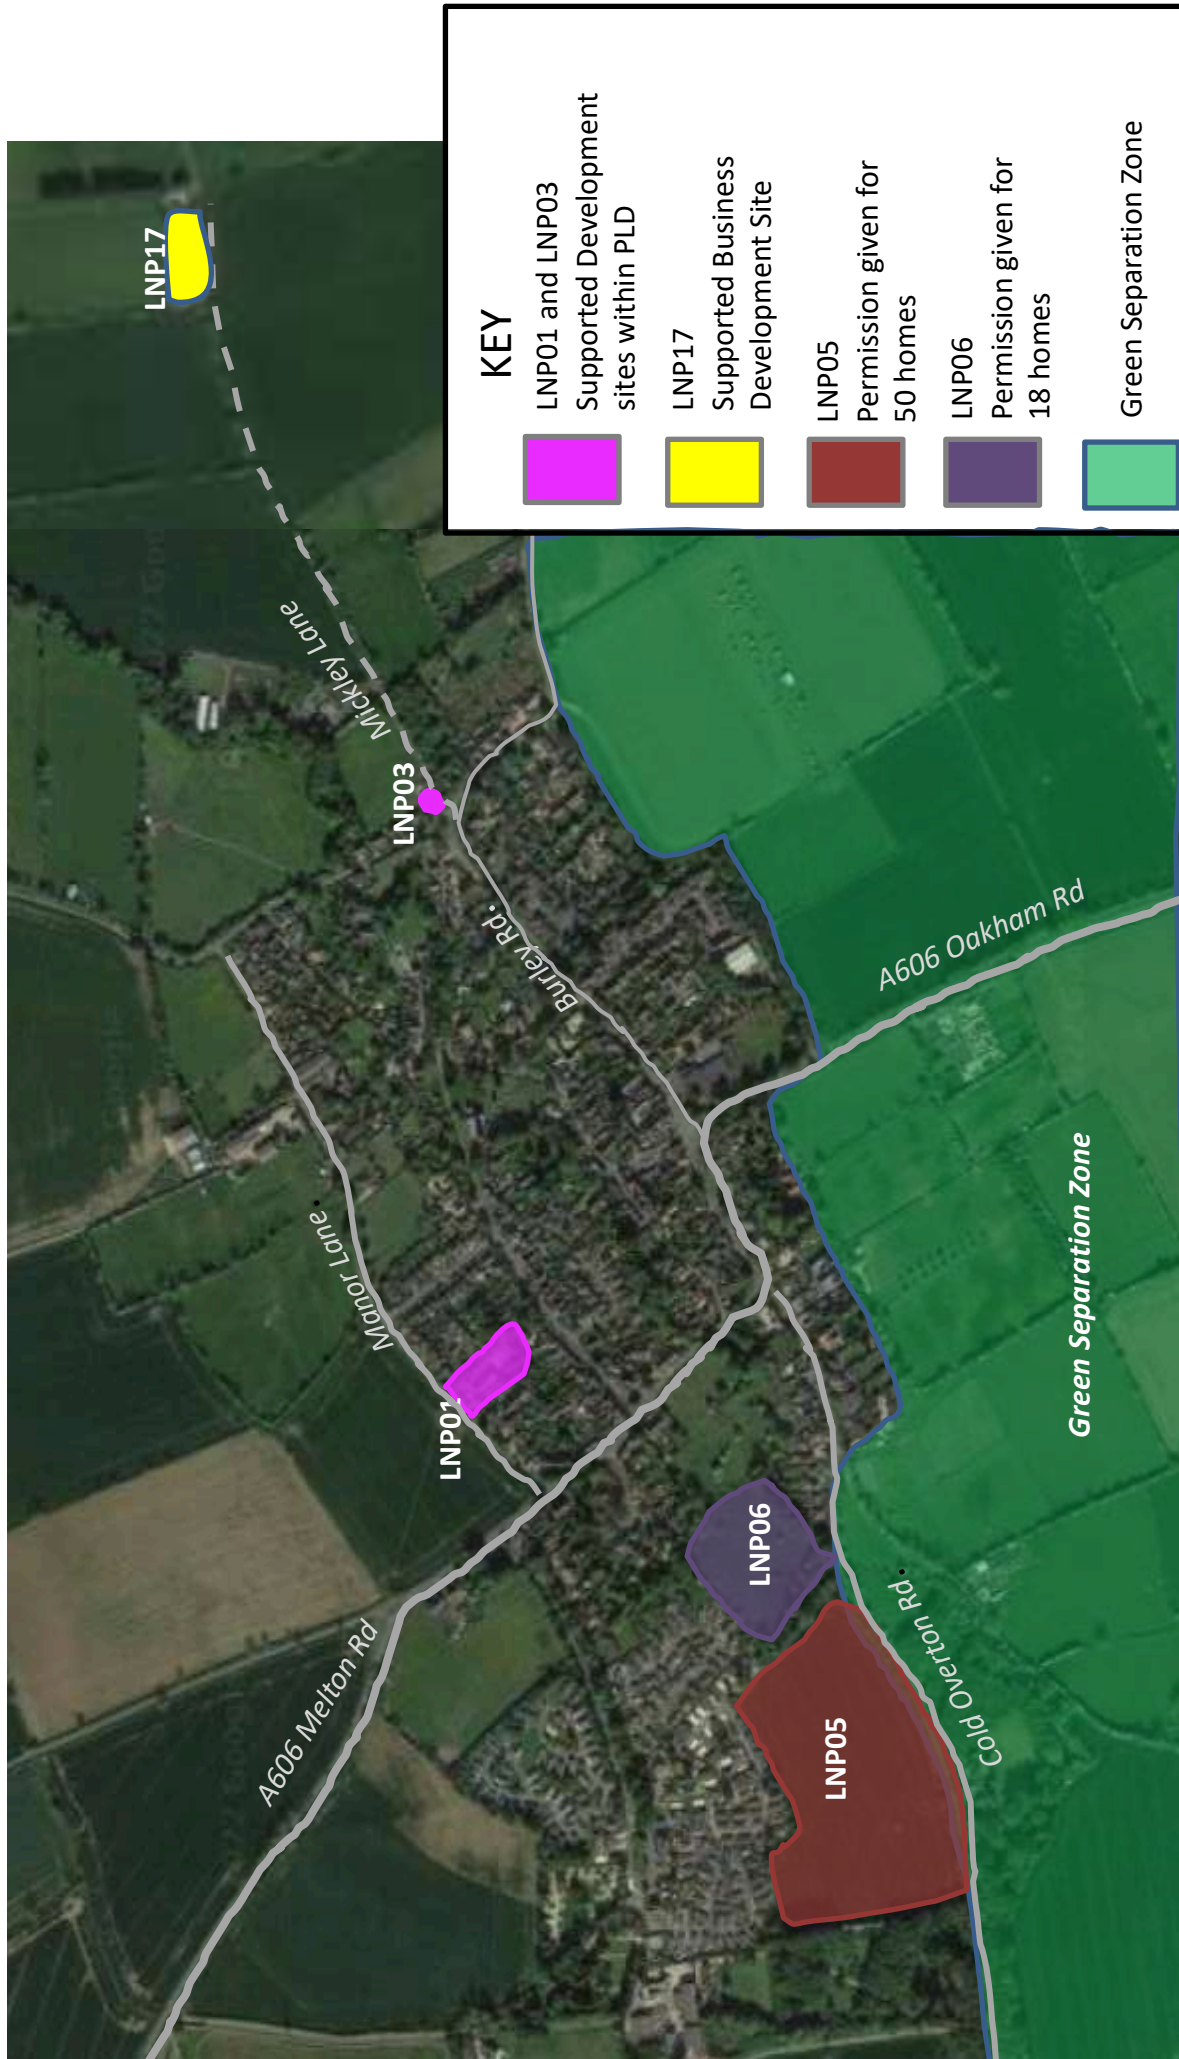 KEY
LNP01 and LNP03
Supported Development
sites within PLD
LNP17
Supported Business
Development Site
LNP05
Permission given for
50 homes
LNP06
Permission given for
18 homes
Green Separation Zone
LNP17
Mickley Lane
LNP03
Burley Rd.
Manor Lane
LNP01
A606 Oakham Rd
A606 Melton Rd
LNP06
LNP05
Cold Overton Rd.
Green Separation Zone